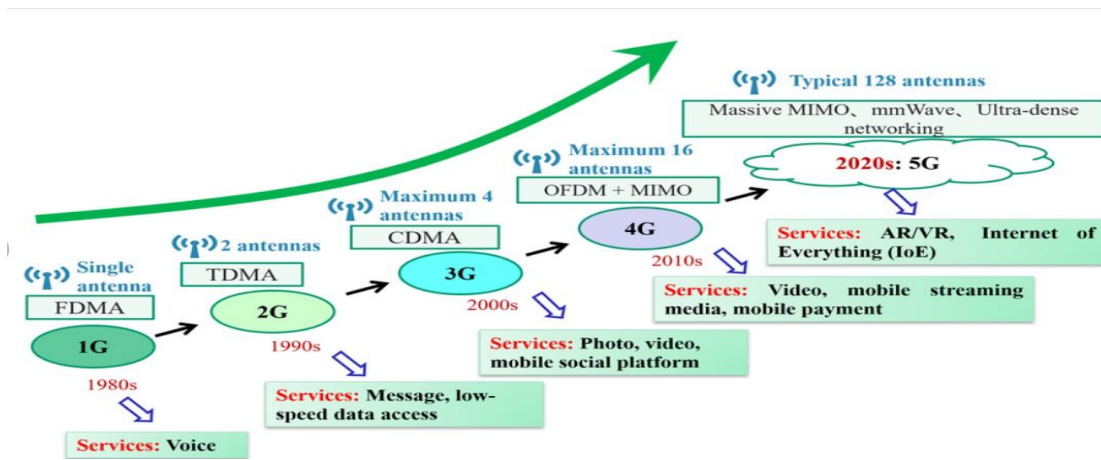 Typical 128 antennas
Massive MIMO、mmWave、Ultra-dense
networking
2020s: 5G
Services: AR/VR, Internet of
Everything (IoE)
Maximum 16
antennas
OFDM + MIMO
4G
2010s
Services: Video, mobile streaming
media, mobile payment
Maximum 4
antennas
CDMA
3G
2000s
Services: Photo, video,
mobile social platform
2 antennas
TDMA
2G
1990s
Services: Message, low-
speed data access
Single
antenna
FDMA
1G
1980s
Services: Voice